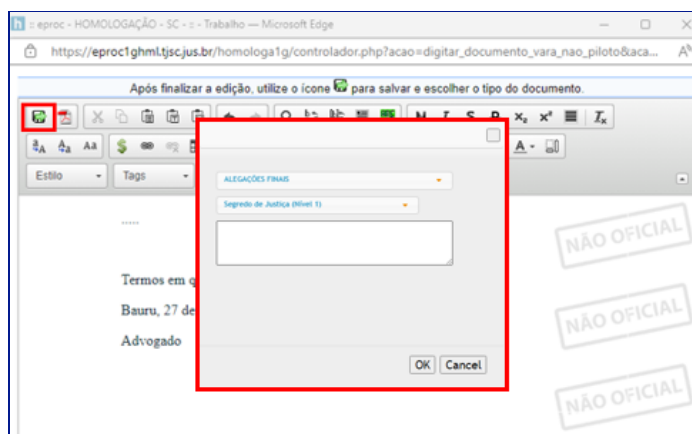 :: eproc - HOMOLOGAÇÃO - SC - :: - Trabalho — Microsoft Edge
https://eproc1ghml.tjsc.jus.br/homologa1g/controlador.php?acao=digitar_documento_vara_nao_piloto&aca...
Após finalizar a edição, utilize o ícone para salvar e escolher o tipo do documento.
Estilo Tags
ALEGAÇÕES FINAIS
Segredo de Justiça (Nível 1)
.....
Termos em q
Bauru, 27 de
Advogado
OK Cancel
NÃO OFICIAL
NÃO OFICIAL
NÃO OFICIAL